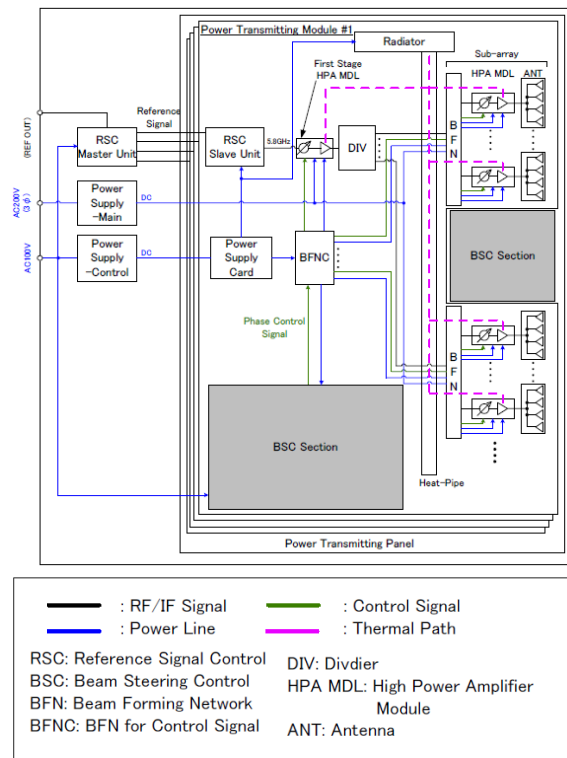 Power Transmitting Module #1
Radiator
Sub-array
First Stage
HPA MDL
HPA MDL
ANT
Reference
Signal
(REF OUT)
RSC
Master Unit
RSC
Slave Unit
5.8GHz
DIV
B
F
N
AC200V
(3φ)
Power
Supply
-Main
DC
AC100V
Power
Supply
-Control
DC
Power
Supply
Card
BFNC
BSC Section
Phase Control
Signal
B
F
N
BSC Section
Heat-Pipe
Power Transmitting Panel
: RF/IF Signal
: Control Signal
: Power Line
: Thermal Path
RSC: Reference Signal Control
BSC: Beam Steering Control
BFN: Beam Forming Network
BFNC: BFN for Control Signal
DIV: Divdier
HPA MDL: High Power Amplifier
Module
ANT: Antenna